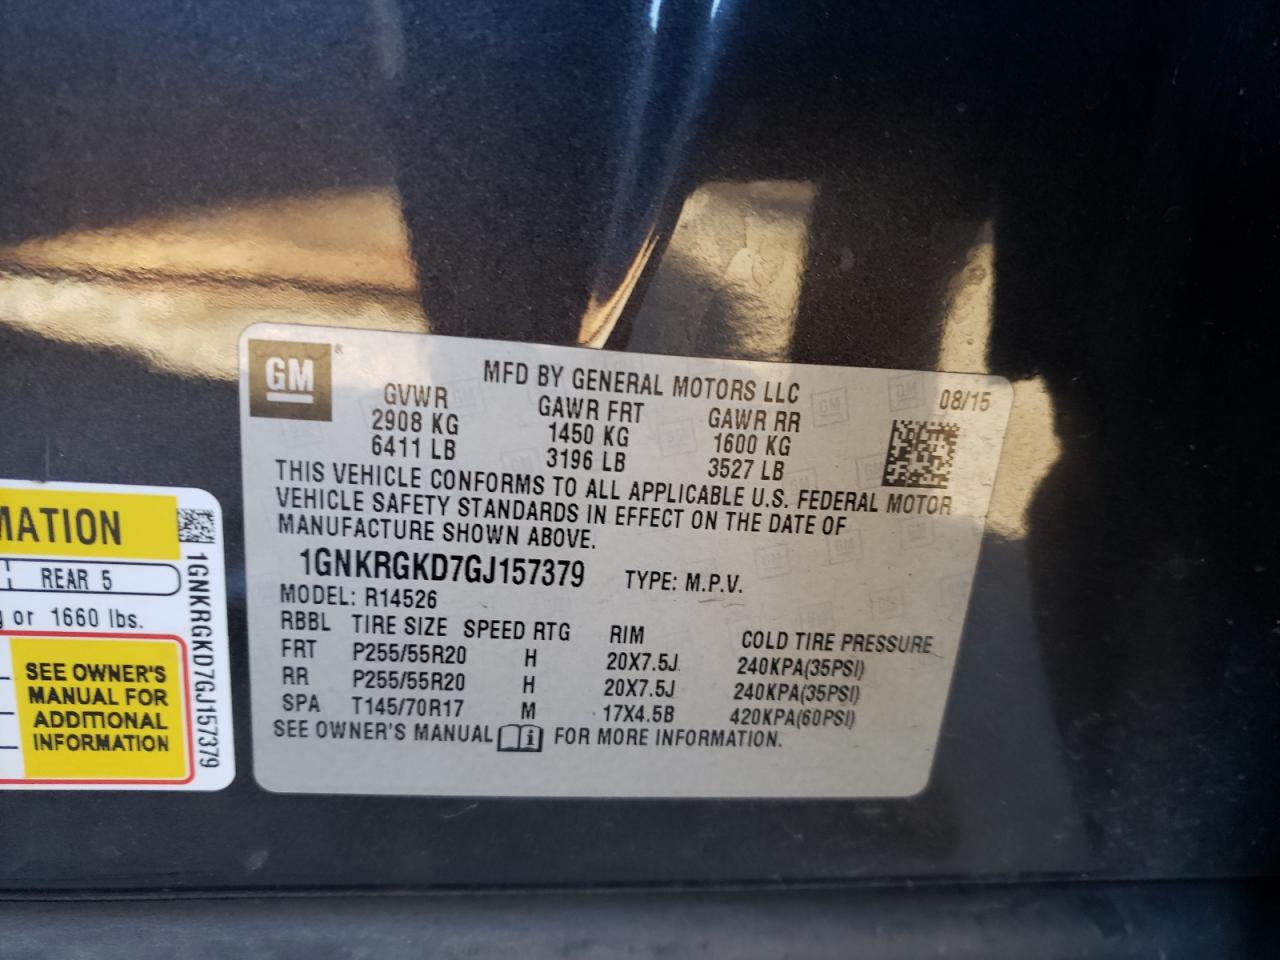 GM ®
MFD BY GENERAL MOTORS LLC
08/15
GVWR GAWR FRT GAWR RR
2908 KG 1450 KG 1600 KG
6411 LB 3196 LB 3527 LB
THIS VEHICLE CONFORMS TO ALL APPLICABLE U.S. FEDERAL MOTOR
VEHICLE SAFETY STANDARDS IN EFFECT ON THE DATE OF
MANUFACTURE SHOWN ABOVE.
1GNKRGKD7GJ157379 TYPE: M.P.V.
MODEL: R14526
RBBL TIRE SIZE SPEED RTG RIM COLD TIRE PRESSURE
FRT P255/55R20 H 20X7.5J 240KPA(35PSI)
RR P255/55R20 H 20X7.5J 240KPA(35PSI)
SPA T145/70R17 M 17X4.5B 420KPA(60PSI)
SEE OWNER'S MANUAL i FOR MORE INFORMATION.
MATION
REAR 5
or 1660 lbs.
SEE OWNER'S
MANUAL FOR
ADDITIONAL
INFORMATION
1GNKRGKD7GJ157379